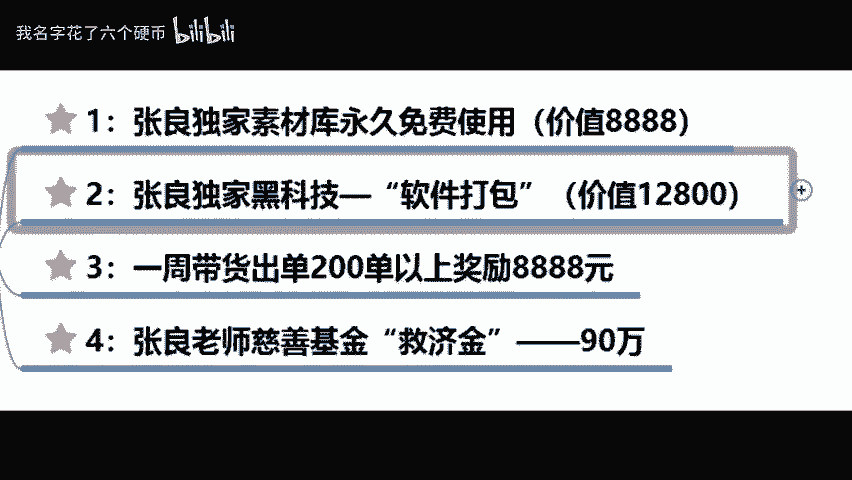 我名字花了六个硬币 bilibili
1：张良独家素材库永久免费使用（价值8888）
2：张良独家黑科技—“软件打包”（价值12800）
3：一周带货出单200单以上奖励8888元
4：张良老师慈善基金“救济金”——90万